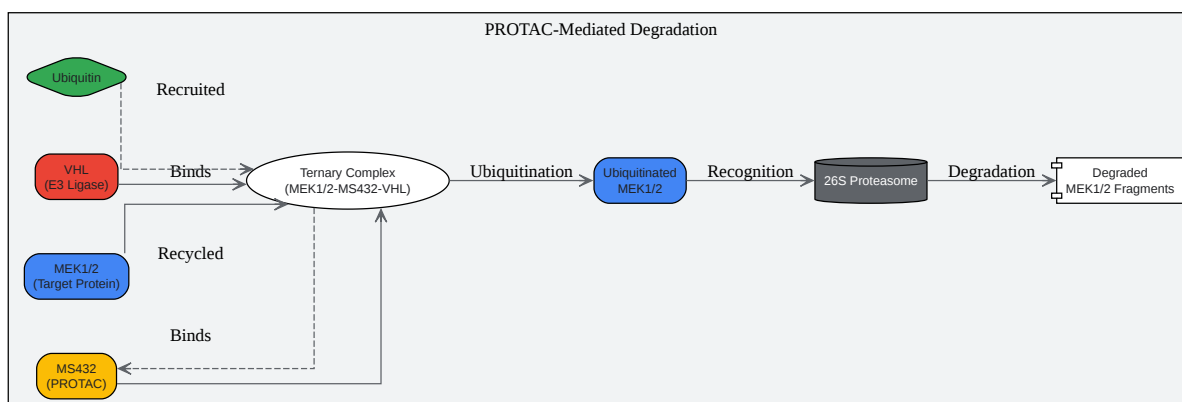 PROTAC-Mediated Degradation
Ubiquitin
Recruited
VHL
(E3 Ligase)
Binds
Ternary Complex
(MEK1/2-MS432-VHL)
Ubiquitination
Ubiquitinated
MEK1/2
Recognition
26S Proteasome
Degradation
Degraded
MEK1/2 Fragments
Recycled
MEK1/2
(Target Protein)
Binds
MS432
(PROTAC)